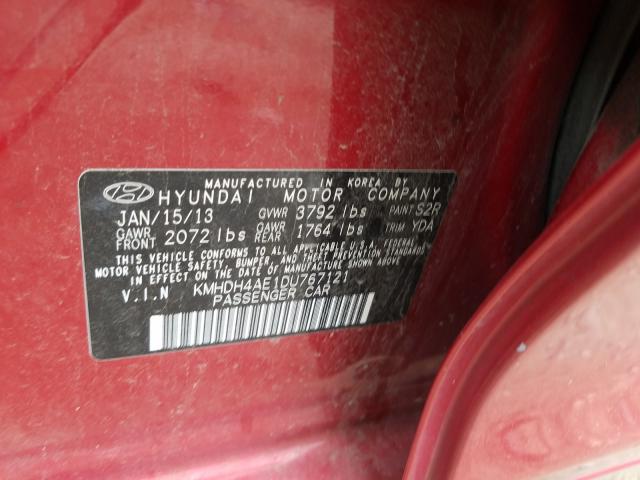 MANUFACTURED IN KOREA BY
HYUNDAI MOTOR COMPANY
JAN/15/13 GVWR 3792 lbs PAINT S2R
GAWR FRONT 2072 lbs GAWR REAR 1764 lbs TRIM YDA
THIS VEHICLE CONFORMS TO ALL APPLICABLE U.S. FEDERAL
MOTOR VEHICLE SAFETY, BUMPER, AND THEFT STANDARDS
IN EFFECT ON THE DATE OF MANUFACTURE SHOWN ABOVE.
V.I.N KMHDH4AE1DU767121
PASSENGER CAR